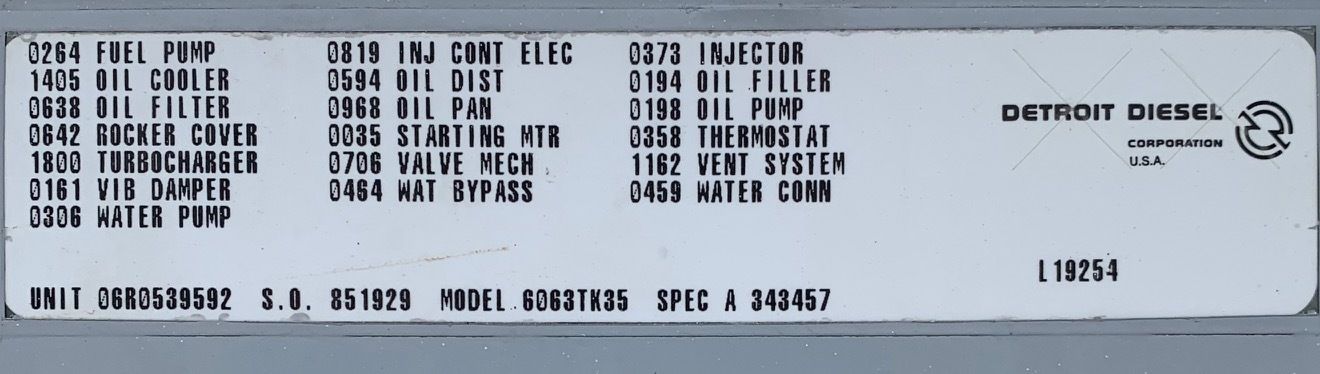 0264 FUEL PUMP 0819 INJ CONT ELEC 0373 INJECTOR
1405 OIL COOLER 0594 OIL DIST 0194 OIL FILLER
0638 OIL FILTER 0968 OIL PAN 0198 OIL PUMP
0642 ROCKER COVER 0035 STARTING MTR 0358 THERMOSTAT
1800 TURBOCHARGER 0706 VALVE MECH 1162 VENT SYSTEM
0161 VIB DAMPER 0464 WAT BYPASS 0459 WATER CONN
0306 WATER PUMP
DETROIT DIESEL
CORPORATION
U.S.A.
L19254
UNIT 06R0539592 S.O. 851929 MODEL 6063TK35 SPEC A 343457